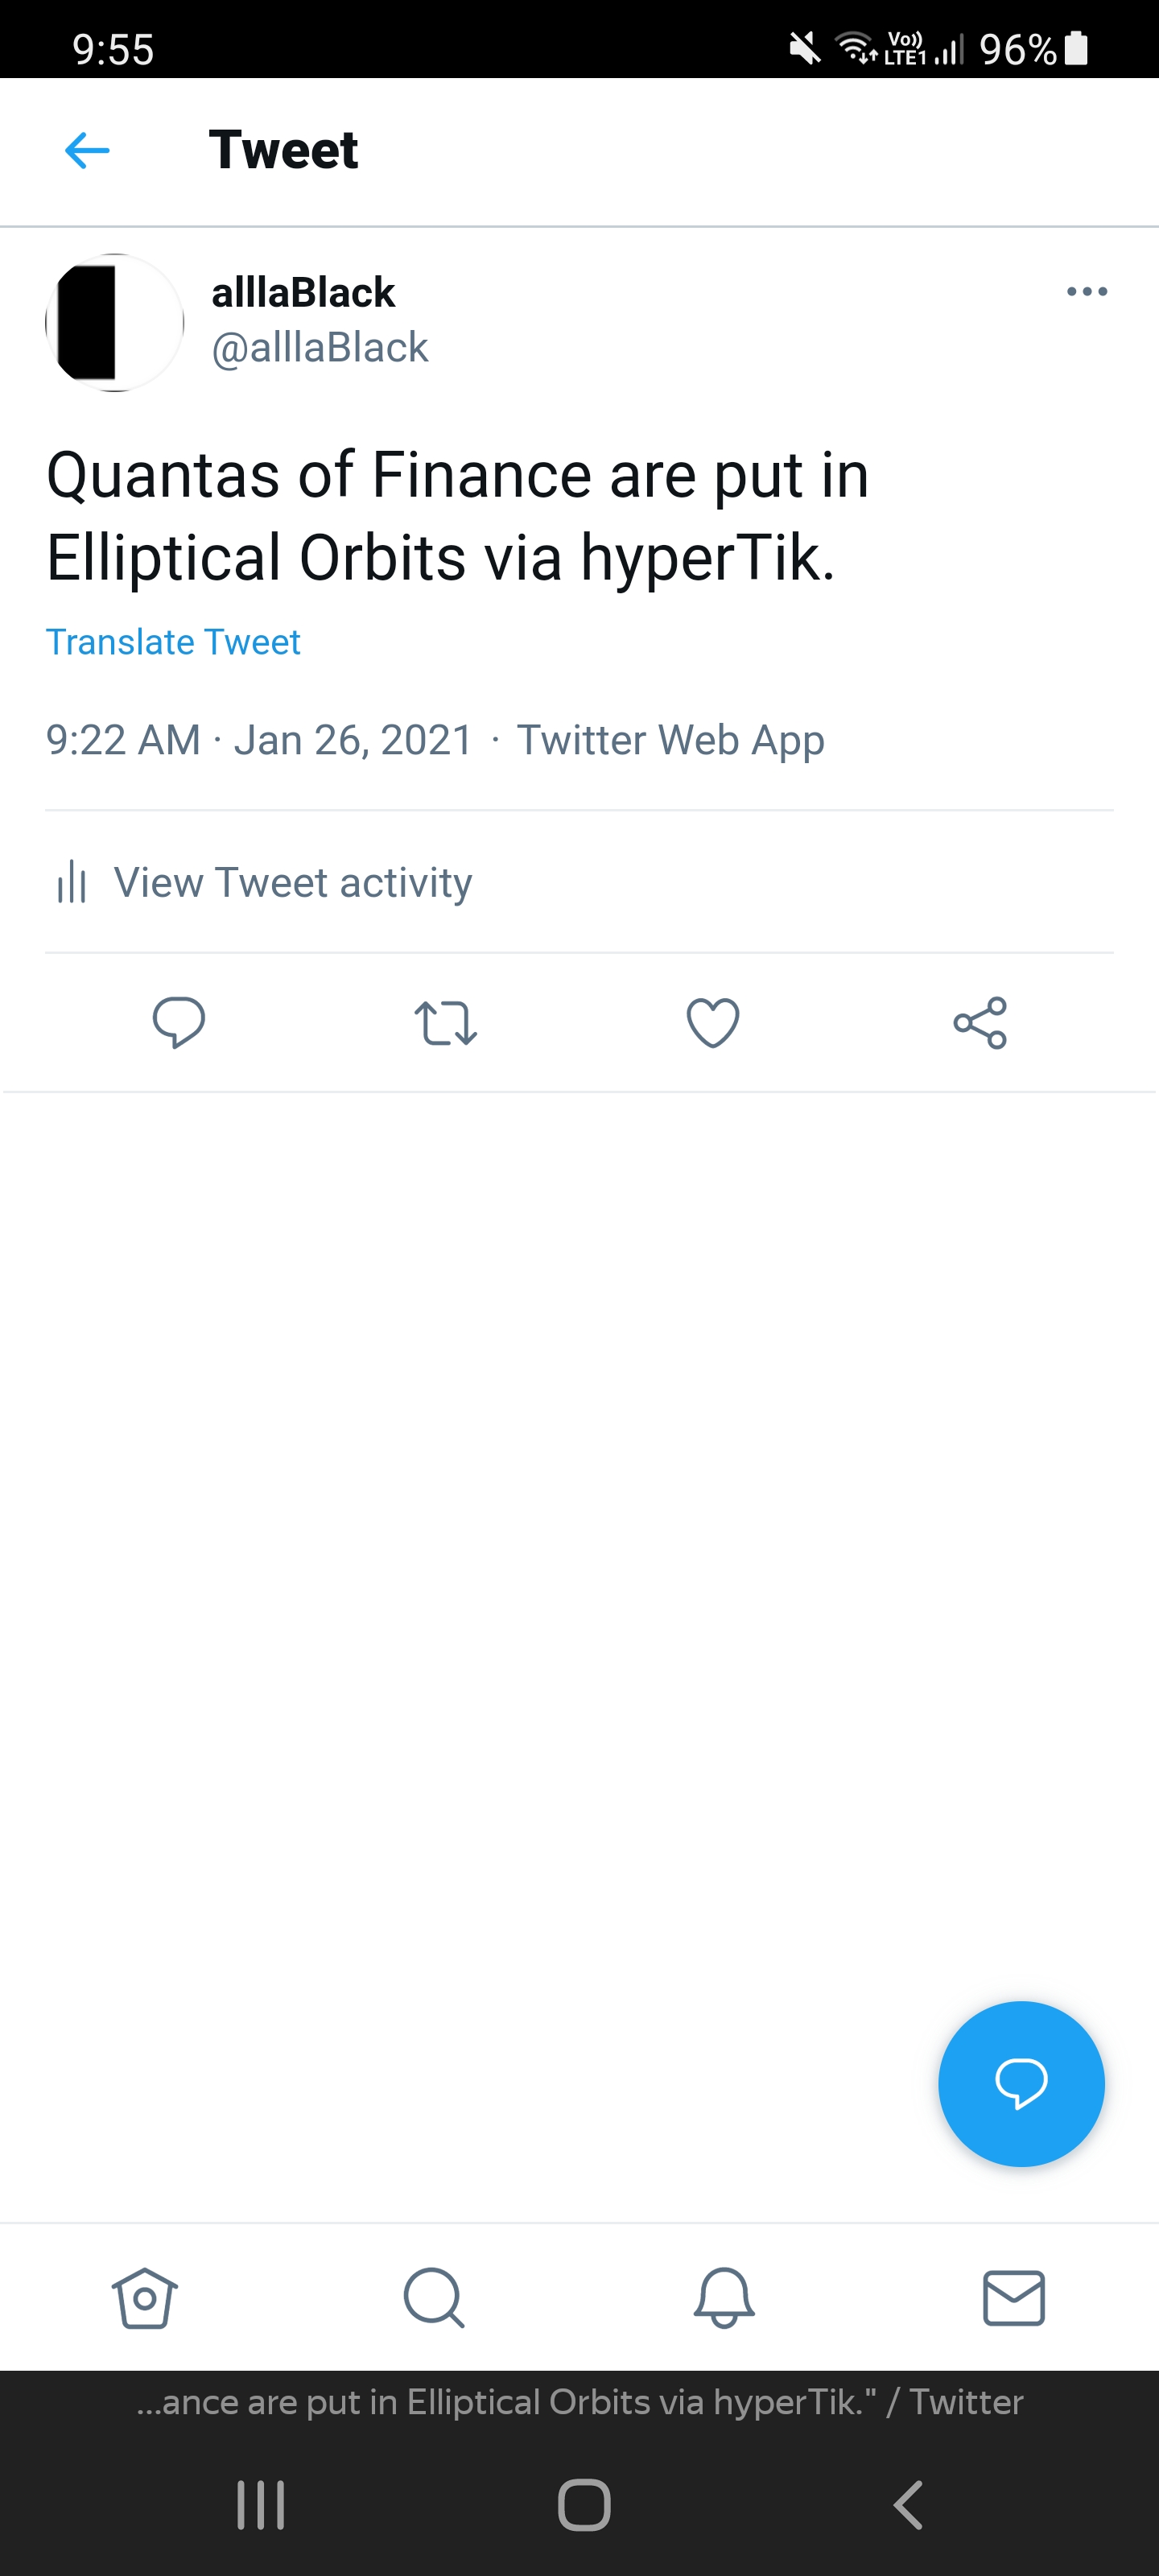 9:55 Vo)) LTE1 96%
Tweet
alllaBlack
@alllaBlack
Quantas of Finance are put in
Elliptical Orbits via hyperTik.
Translate Tweet
9:22 AM · Jan 26, 2021 · Twitter Web App
View Tweet activity
...ance are put in Elliptical Orbits via hyperTik." / Twitter